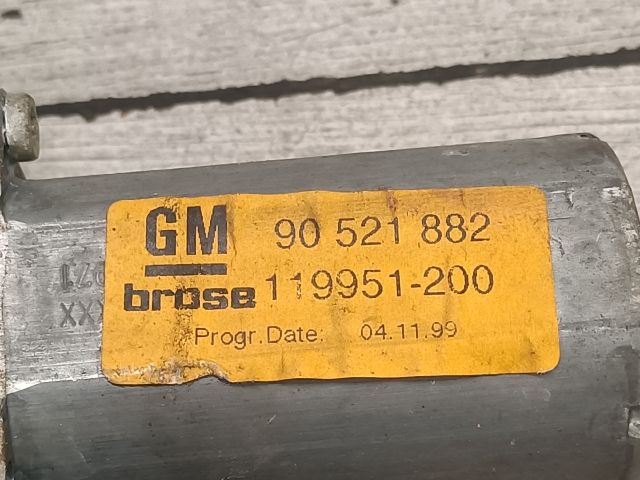 GM 90 521 882
brose 119951-200
Progr.Date: 04.11.99